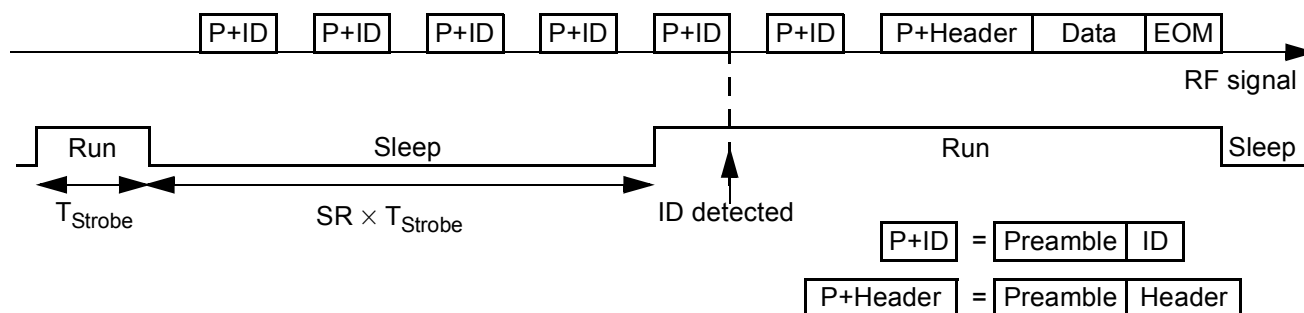 P+ID P+ID P+ID P+ID P+ID P+ID P+Header Data EOM
RF signal
Run Sleep Run Sleep
TStrobe SR × TStrobe ID detected
P+ID = Preamble ID
P+Header = Preamble Header